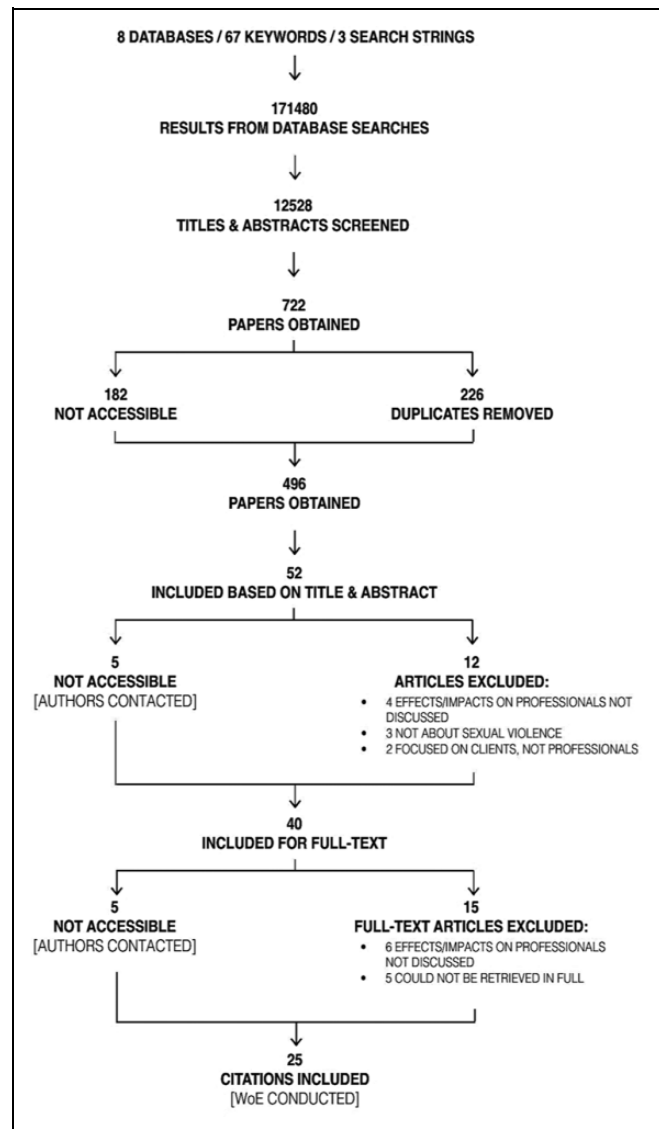 8 DATABASES / 67 KEYWORDS / 3 SEARCH STRINGS
171480
RESULTS FROM DATABASE SEARCHES
12528
TITLES & ABSTRACTS SCREENED
722
PAPERS OBTAINED
182
NOT ACCESSIBLE
226
DUPLICATES REMOVED
496
PAPERS OBTAINED
52
INCLUDED BASED ON TITLE & ABSTRACT
5
NOT ACCESSIBLE
[AUTHORS CONTACTED]
12
ARTICLES EXCLUDED:
• 4 EFFECTS/IMPACTS ON PROFESSIONALS NOT
DISCUSSED
• 3 NOT ABOUT SEXUAL VIOLENCE
• 2 FOCUSED ON CLIENTS, NOT PROFESSIONALS
40
INCLUDED FOR FULL-TEXT
5
NOT ACCESSIBLE
[AUTHORS CONTACTED]
15
FULL-TEXT ARTICLES EXCLUDED:
• 6 EFFECTS/IMPACTS ON PROFESSIONALS
NOT DISCUSSED
• 5 COULD NOT BE RETRIEVED IN FULL
25
CITATIONS INCLUDED
[WoE CONDUCTED]